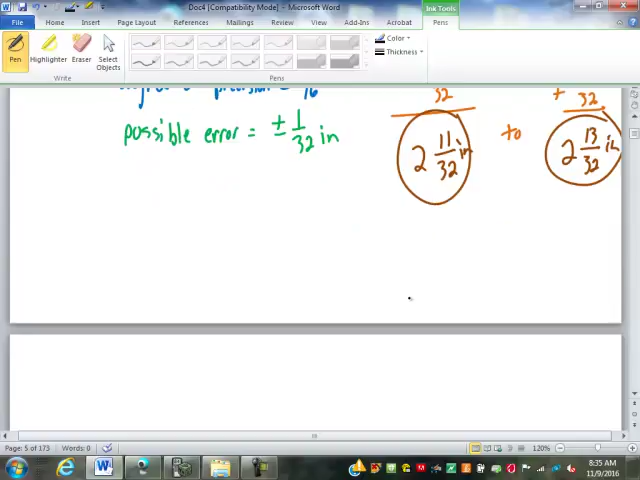 Doc4 [Compatibility Mode] - Microsoft Word
Ink Tools
File Home Insert Page Layout References Mailings Review View Add-Ins Acrobat Pens
Pen Highlighter Eraser Select Objects
Color
Thickness
Write Pens
16
32
+ 32
possible error = ± 1/32 in
2 11/32 in to 2 13/32 in
Page: 5 of 173 Words: 0 120%
8:35 AM
11/9/2016